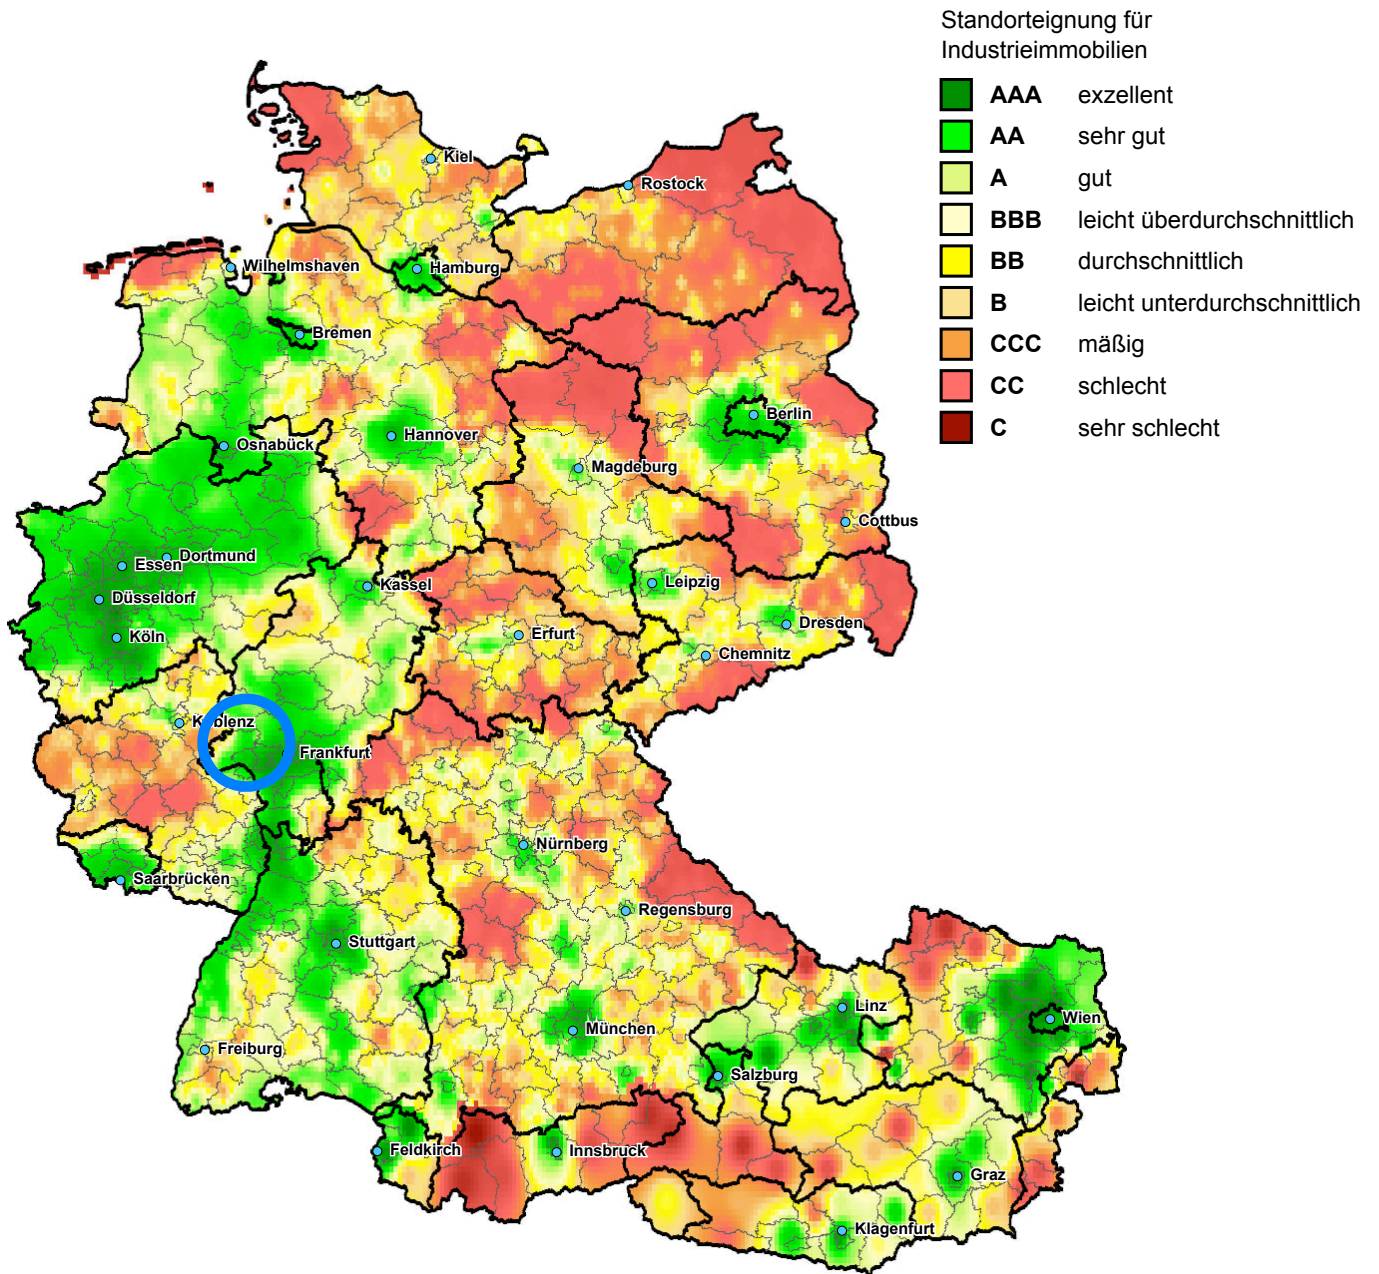 Standorteignung für
Industrieimmobilien
AAA exzellent
AA sehr gut
A gut
BBB leicht überdurchschnittlich
BB durchschnittlich
B leicht unterdurchschnittlich
CCC mäßig
CC schlecht
C sehr schlecht
Kiel
Rostock
Wilhelmshaven
Hamburg
Bremen
Berlin
Hannover
Osnabück
Magdeburg
Cottbus
Dortmund
Essen
Kassel
Leipzig
Düsseldorf
Dresden
Köln
Erfurt
Chemnitz
Koblenz
Frankfurt
Nürnberg
Saarbrücken
Regensburg
Stuttgart
Linz
Wien
München
Freiburg
Salzburg
Feldkirch
Innsbruck
Graz
Klagenfurt